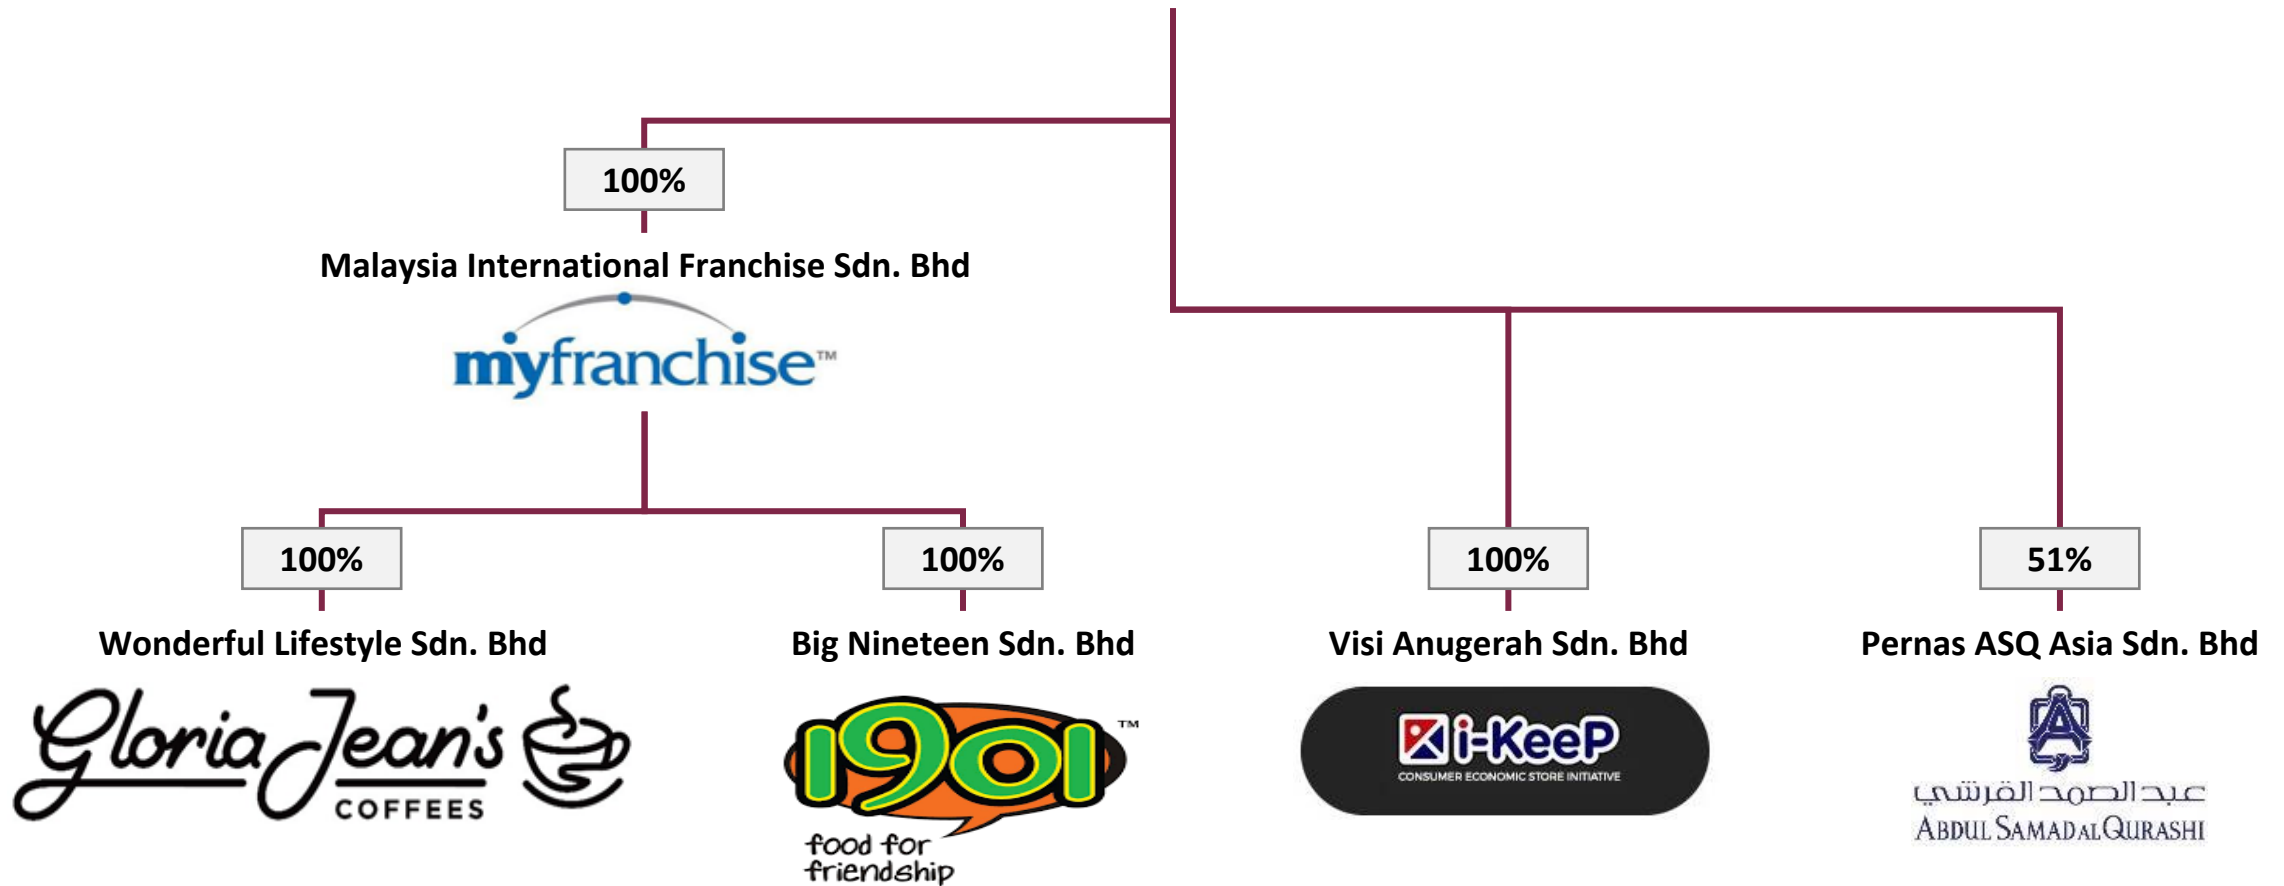 100%
Malaysia International Franchise Sdn. Bhd
myfranchise™
100%
100%
100%
51%
Wonderful Lifestyle Sdn. Bhd
Big Nineteen Sdn. Bhd
Visi Anugerah Sdn. Bhd
Pernas ASQ Asia Sdn. Bhd
Gloria Jean's
COFFEES
1901™
food for
friendship
i-KeeP
CONSUMER ECONOMIC STORE INITIATIVE
عبد الصمد القرشي
ABDUL SAMAD AL QURASHI